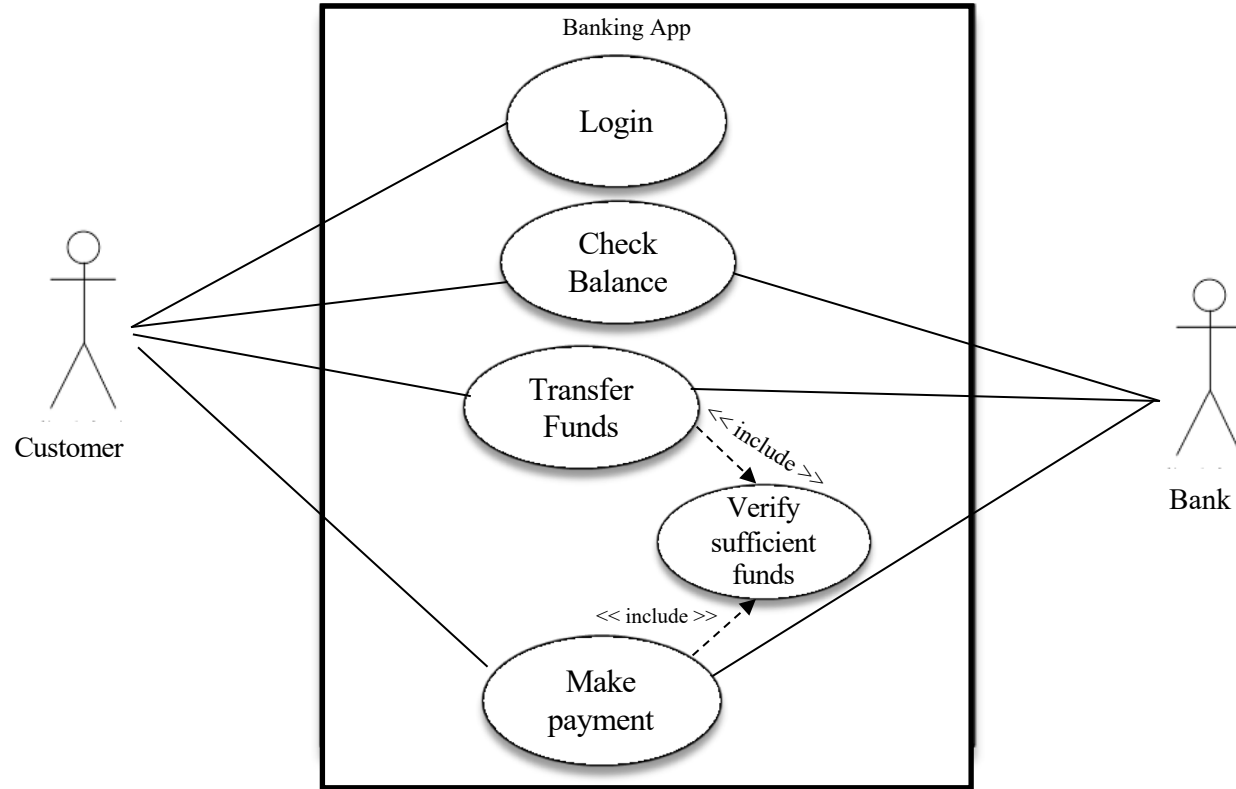 Banking App
Login
Check
Balance
Transfer
Funds
<< include >>
Customer
Verify
sufficient
funds
Bank
<< include >>
Make
payment